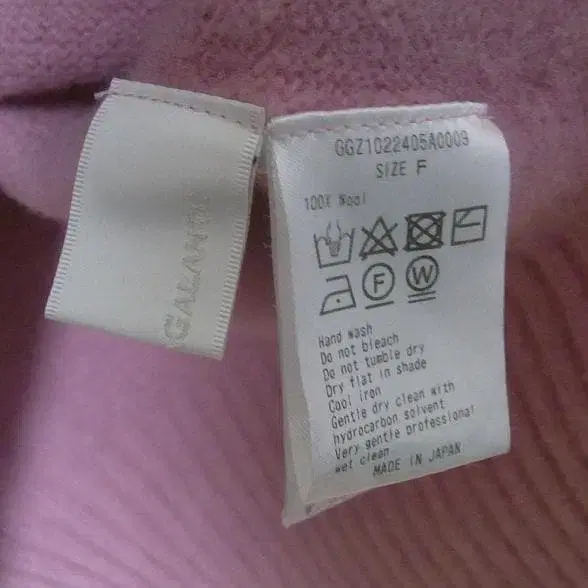 GALANT
GGZ1022405A0009
SIZE F
100% Wool
F
W
Hand wash
Do not bleach
Do not tumble dry
Dry flat in shade
Cool iron
Gentle dry clean with
hydrocarbon solvent
Very gentle professional
wet clean
MADE IN JAPAN